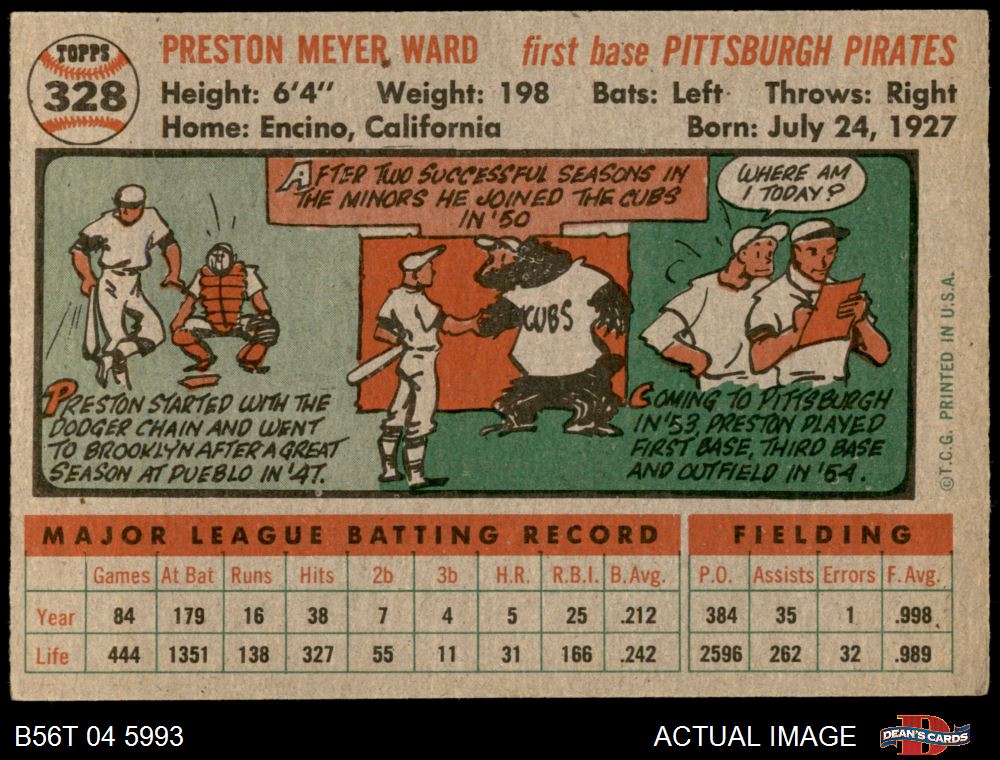 TOPPS
328
PRESTON MEYER WARD first base PITTSBURGH PIRATES
Height: 6'4" Weight: 198 Bats: Left Throws: Right
Home: Encino, California Born: July 24, 1927
PRESTON STARTED WITH THE
DODGER CHAIN AND WENT
TO BROOKLYN AFTER A GREAT
SEASON AT PUEBLO IN '47.
AFTER TWO SUCCESSFUL SEASONS IN
THE MINORS HE JOINED THE CUBS
IN '50
CUBS
WHERE AM
I TODAY?
COMING TO PITTSBURGH
IN '53, PRESTON PLAYED
FIRST BASE, THIRD BASE
AND OUTFIELD IN '54.
©T.C.G. PRINTED IN U.S.A.
MAJOR LEAGUE BATTING RECORD FIELDING
Games At Bat Runs Hits 2b 3b H.R. R.B.I. B.Avg. P.O. Assists Errors F.Avg.
Year 84 179 16 38 7 4 5 25 .212 384 35 1 .998
Life 444 1351 138 327 55 11 31 166 .242 2596 262 32 .989
B56T 04 5993 ACTUAL IMAGE DEAN'S CARDS